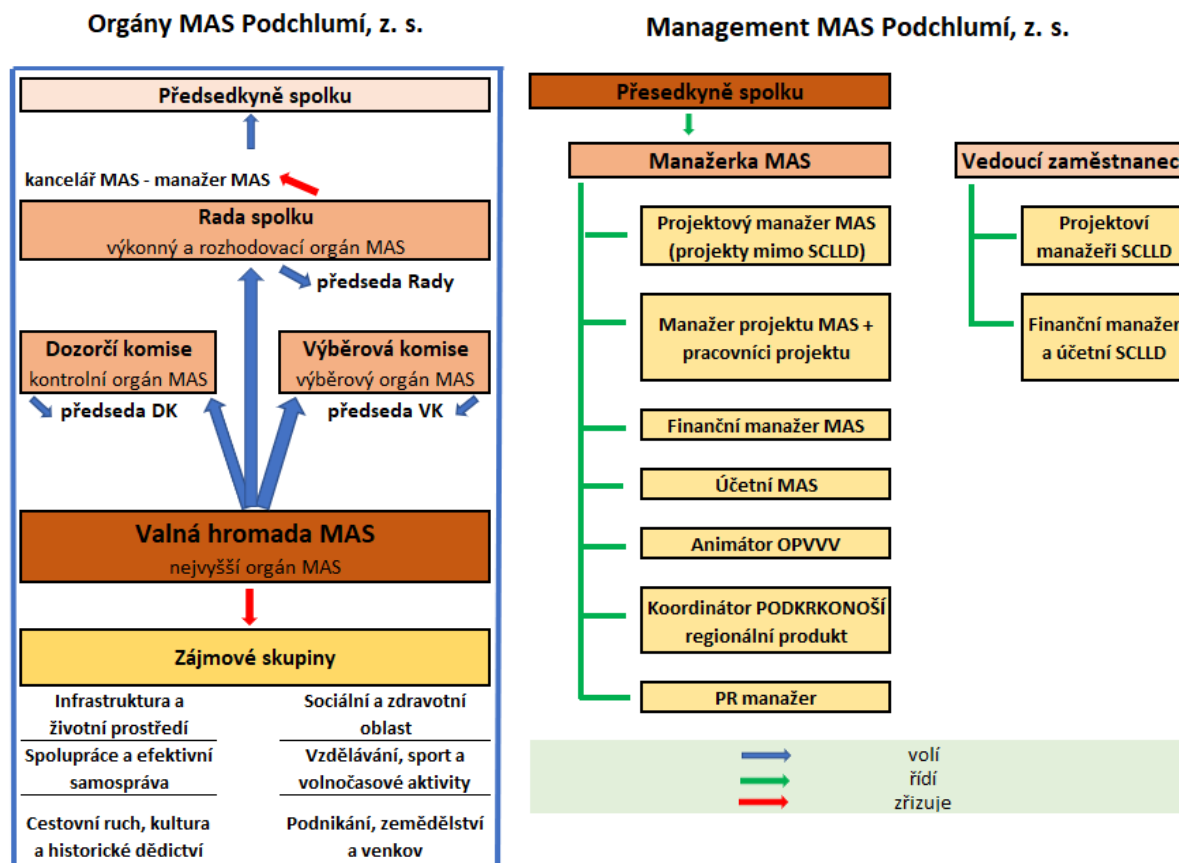 Orgány MAS Podchlumí, z. s.
Předsedkyně spolku
kancelář MAS - manažer MAS
Rada spolku
výkonný a rozhodovací orgán MAS
předseda Rady
Dozorčí komise
kontrolní orgán MAS
předseda DK
Výběrová komise
výběrový orgán MAS
předseda VK
Valná hromada MAS
nejvyšší orgán MAS
Zájmové skupiny
Infrastruktura a
životní prostředí
Sociální a zdravotní
oblast
Spolupráce a efektivní
samospráva
Vzdělávání, sport a
volnočasové aktivity
Cestovní ruch, kultura
a historické dědictví
Podnikání, zemědělství
a venkov
Management MAS Podchlumí, z. s.
Přesedkyně spolku
Manažerka MAS
Projektový manažer MAS
(projekty mimo SCLLD)
Manažer projektu MAS +
pracovníci projektu
Finanční manažer MAS
Účetní MAS
Animátor OPVVV
Koordinátor PODKRKONOŠÍ
regionální produkt
PR manažer
Vedoucí zaměstnanec
Projektoví
manažeři SCLLD
Finanční manažer
a účetní SCLLD
volí
řídí
zřizuje